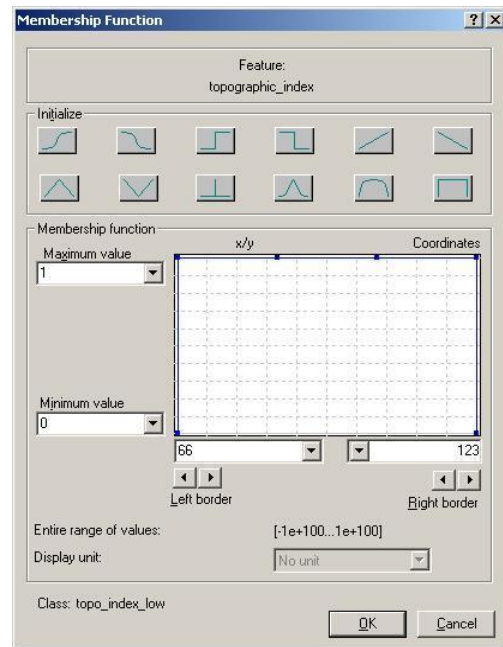 Membership Function
Feature:
topographic_index
Initialize
Membership function
x/y
Coordinates
Maximum value
1
Minimum value
0
66
123
Left border
Right border
Entire range of values:
[-1e+100...1e+100]
Display unit:
No unit
Class: topo_index_low
OK
Cancel